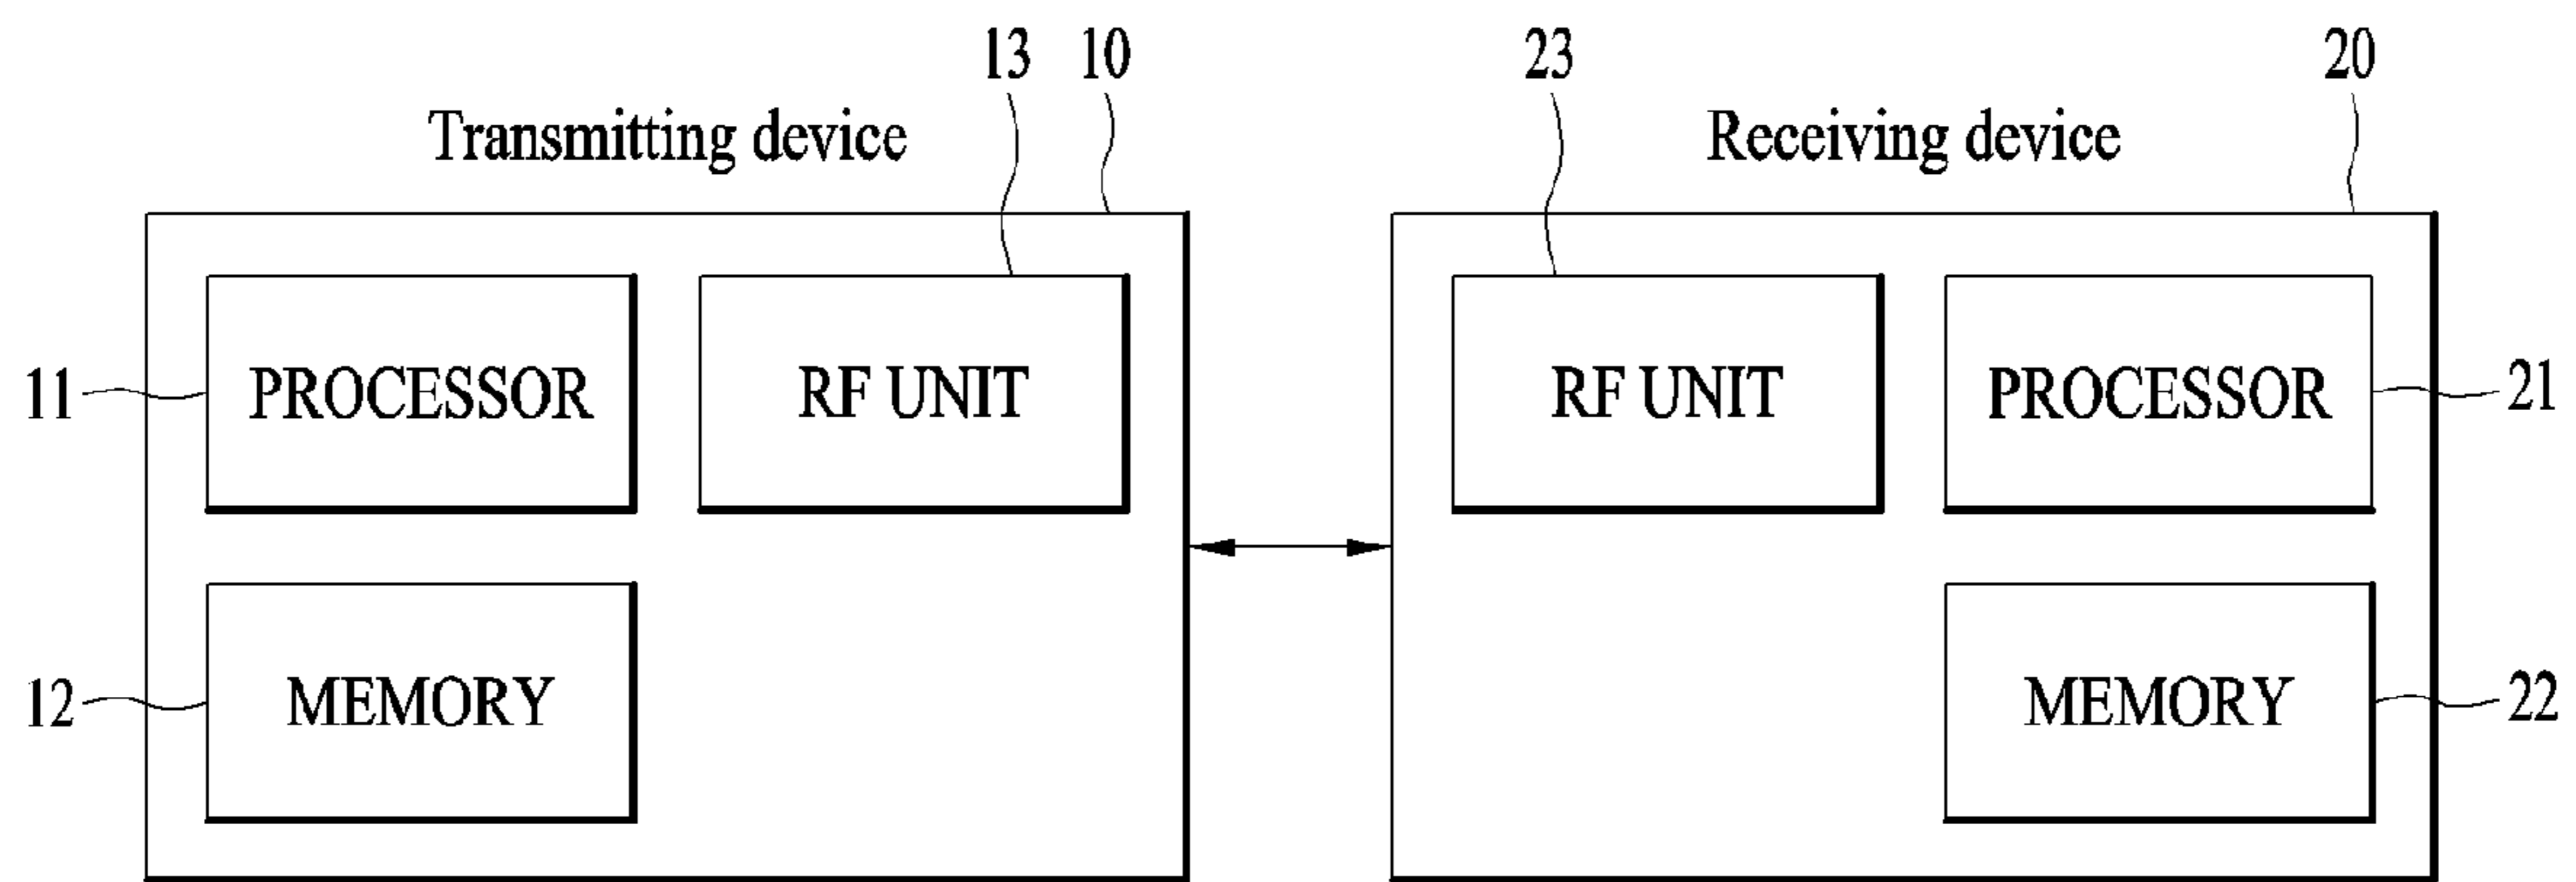 13 10 23 20
Transmitting device Receiving device
11 PROCESSOR RF UNIT RF UNIT PROCESSOR 21
12 MEMORY MEMORY 22